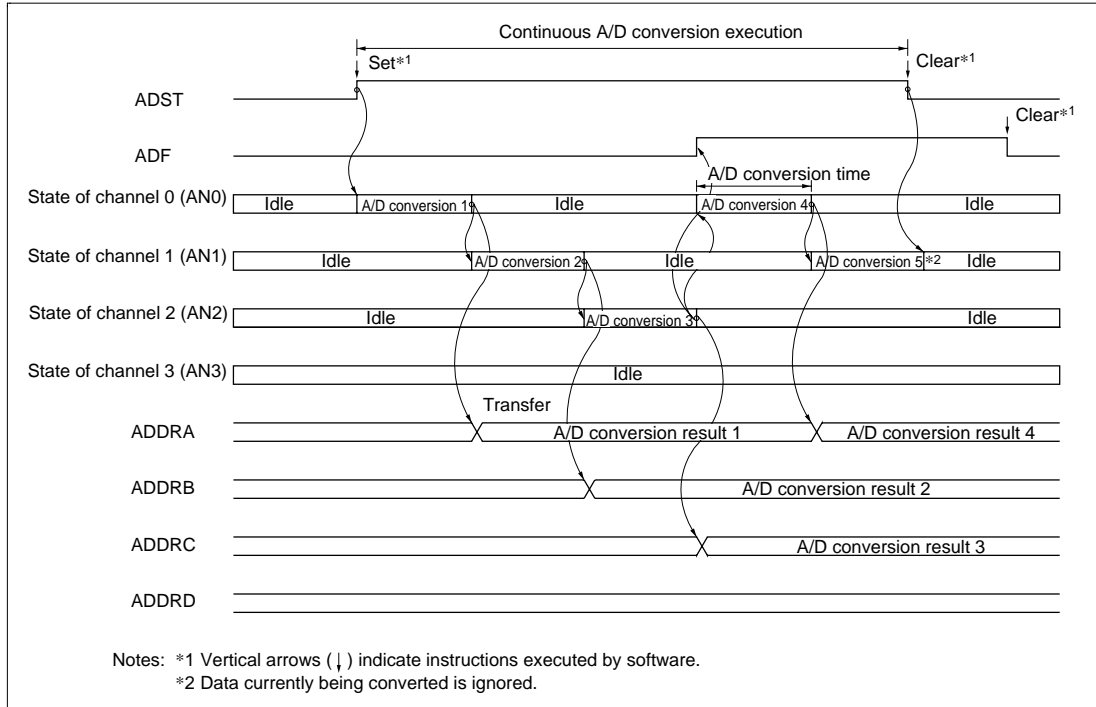 Continuous A/D conversion execution
Set*1
Clear*1
ADST
Clear*1
ADF
A/D conversion time
State of channel 0 (AN0)
Idle
A/D conversion 1
Idle
A/D conversion 4
Idle
State of channel 1 (AN1)
Idle
A/D conversion 2
Idle
A/D conversion 5
*2
Idle
State of channel 2 (AN2)
Idle
A/D conversion 3
Idle
State of channel 3 (AN3)
Idle
Transfer
ADDRA
A/D conversion result 1
A/D conversion result 4
ADDRB
A/D conversion result 2
ADDRC
A/D conversion result 3
ADDRD
Notes: *1 Vertical arrows (↓) indicate instructions executed by software.
*2 Data currently being converted is ignored.